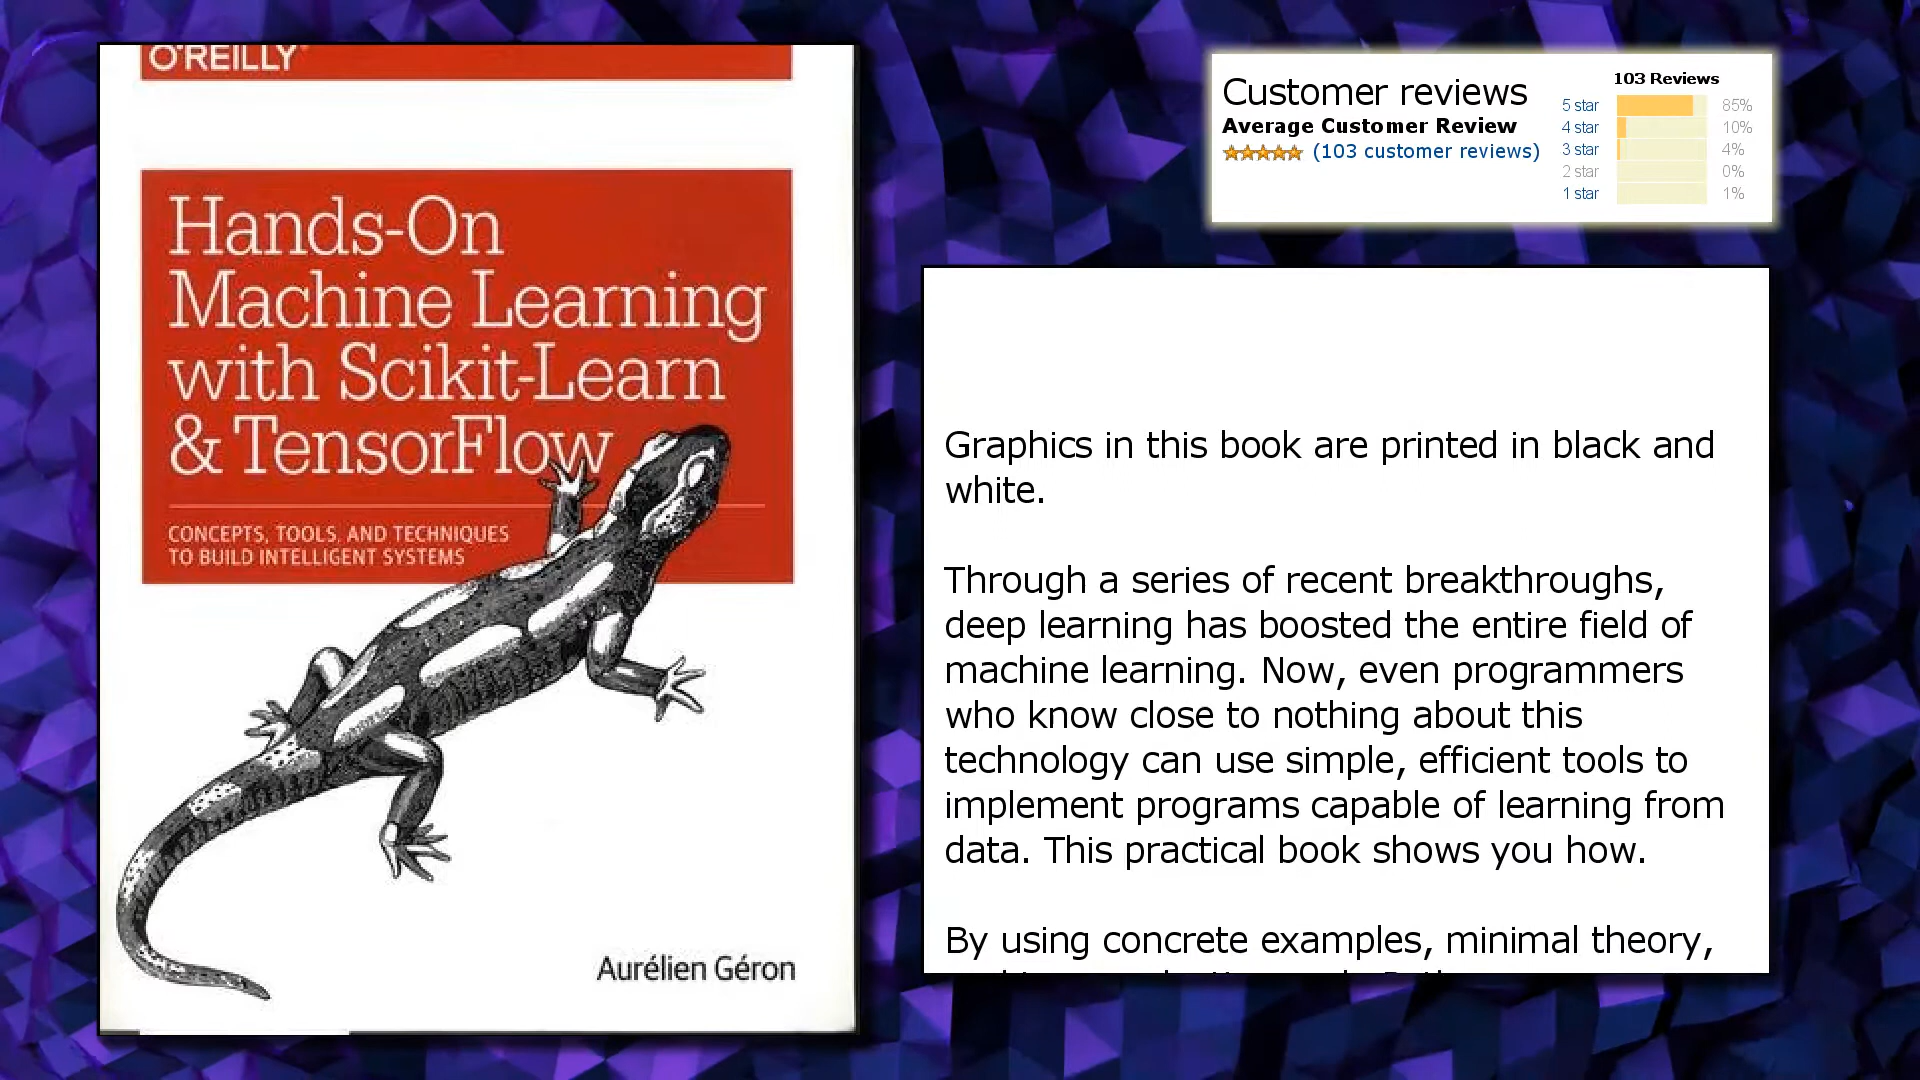 O'REILLY
Hands-On
Machine Learning
with Scikit-Learn
& TensorFlow
CONCEPTS, TOOLS, AND TECHNIQUES
TO BUILD INTELLIGENT SYSTEMS
Aurélien Géron
Customer reviews
Average Customer Review
(103 customer reviews)
103 Reviews
5 star 85%
4 star 10%
3 star 4%
2 star 0%
1 star 1%
Graphics in this book are printed in black and
white.
Through a series of recent breakthroughs,
deep learning has boosted the entire field of
machine learning. Now, even programmers
who know close to nothing about this
technology can use simple, efficient tools to
implement programs capable of learning from
data. This practical book shows you how.
By using concrete examples, minimal theory,